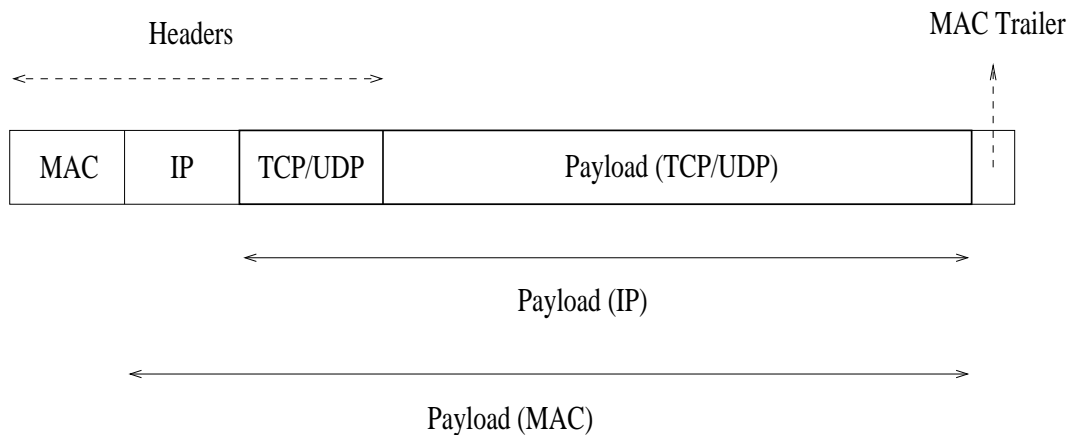 MAC Trailer
Headers
MAC
IP
TCP/UDP
Payload (TCP/UDP)
Payload (IP)
Payload (MAC)